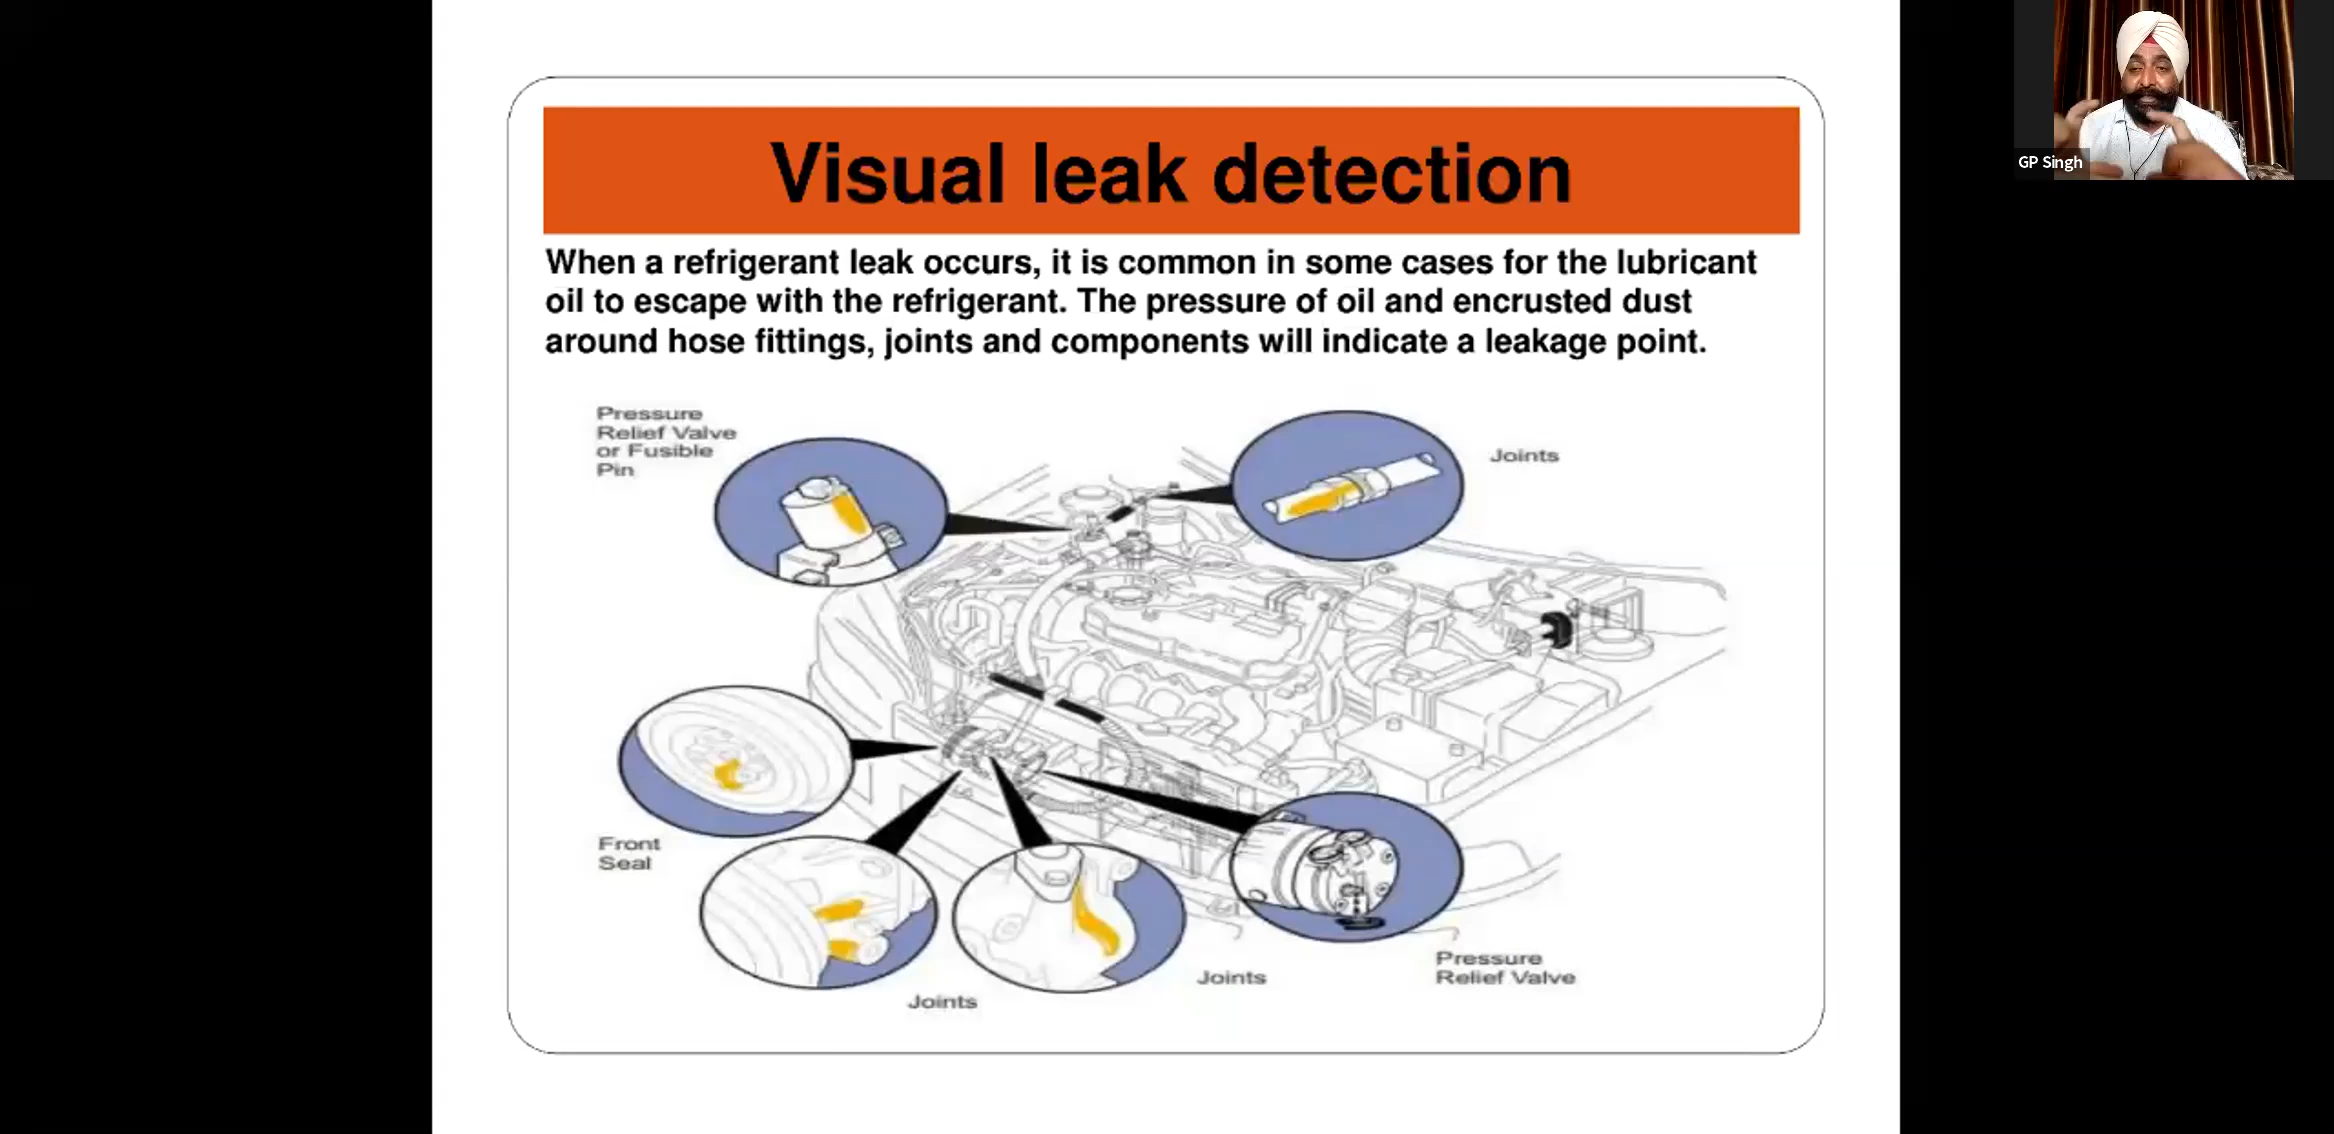 Visual leak detection
When a refrigerant leak occurs, it is common in some cases for the lubricant
oil to escape with the refrigerant. The pressure of oil and encrusted dust
around hose fittings, joints and components will indicate a leakage point.
Pressure
Relief Valve
or Fusible
Pin
Joints
Front
Seal
Joints
Joints
Pressure
Relief Valve
GP Singh